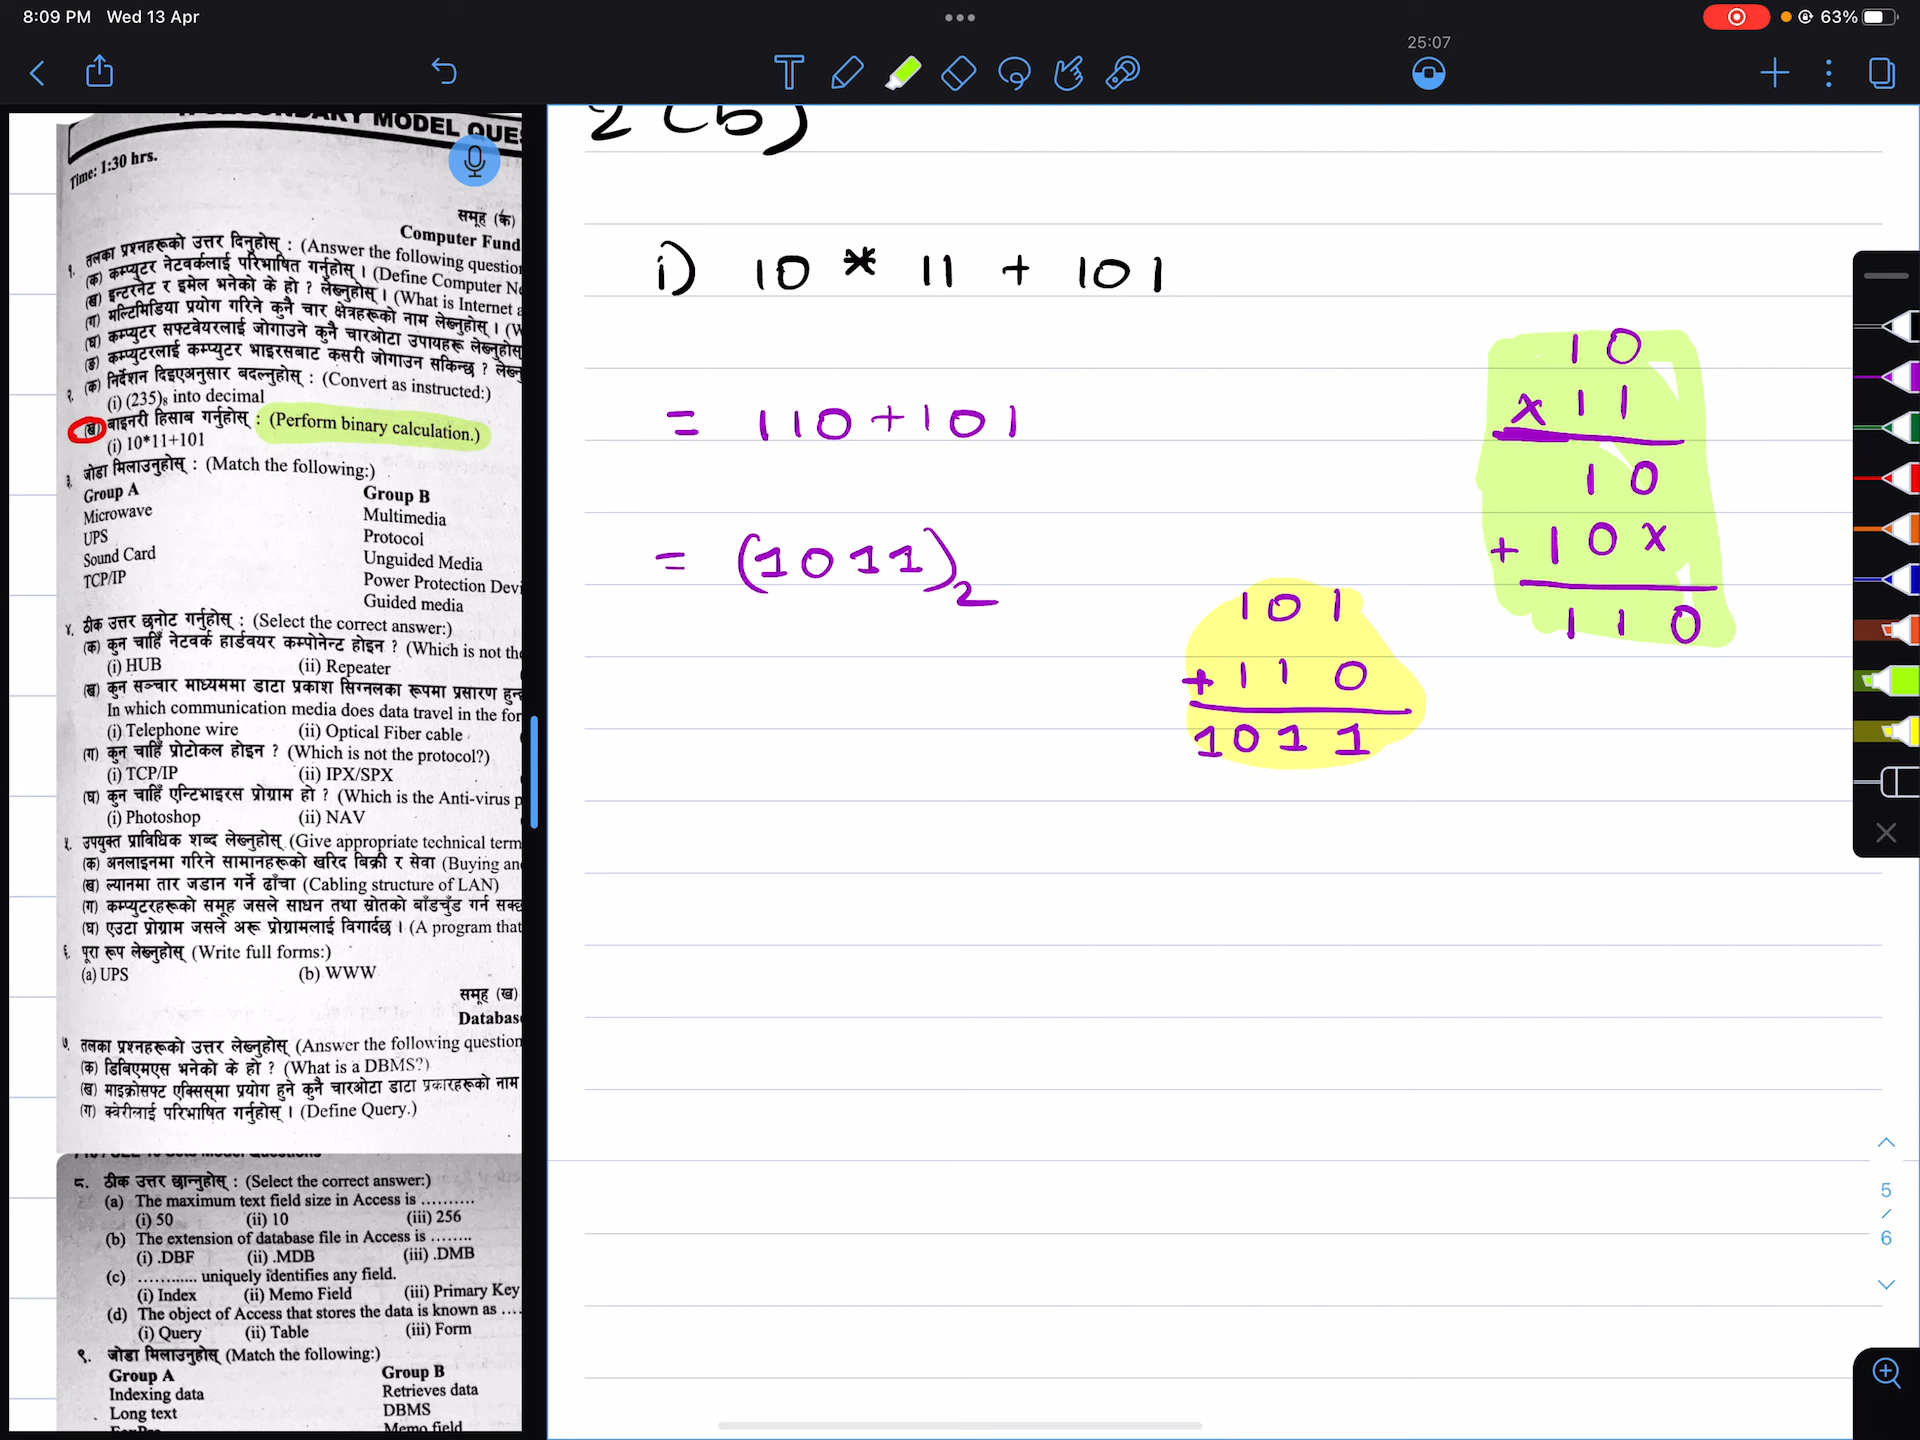 8:09 PM Wed 13 Apr
63%
25:07
MODEL QUES
Time: 1:30 hrs.
समूह (क)
Computer Fund
१. तलका प्रश्नहरूको उत्तर दिनुहोस् : (Answer the following question
(क) कम्प्युटर नेटवर्कलाई परिभाषित गर्नुहोस् । (Define Computer Ne
(ख) इन्टरनेट र इमेल भनेको के हो ? लेख्नुहोस् । (What is Internet a
(ग) मल्टिमिडिया प्रयोग गरिने कुनै चार क्षेत्रहरूको नाम लेख्नुहोस् । (W
(घ) कम्प्युटर सफ्टवेयरलाई जोगाउने कुनै चारओटा उपायहरू लेख्नुहोस्
(ङ) कम्प्युटरलाई कम्प्युटर भाइरसबाट कसरी जोगाउन सकिन्छ ? लेख्नु
२. (क) निर्देशन दिइएअनुसार बदल्नुहोस् : (Convert as instructed:)
(i) (235)₈ into decimal
(ख) बाइनरी हिसाब गर्नुहोस् : (Perform binary calculation.)
(i) 10*11+101
३. जोडा मिलाउनुहोस् : (Match the following:)
Group A Group B
Microwave Multimedia
UPS Protocol
Sound Card Unguided Media
TCP/IP Power Protection Devi
Guided media
४. ठीक उत्तर छनोट गर्नुहोस् : (Select the correct answer:)
(क) कुन चाहिँ नेटवर्क हार्डवयर कम्पोनेन्ट होइन ? (Which is not the
(i) HUB (ii) Repeater
(ख) कुन सञ्चार माध्यममा डाटा प्रकाश सिग्नलका रूपमा प्रसारण हुन्छ
In which communication media does data travel in the for
(i) Telephone wire (ii) Optical Fiber cable
(ग) कुन चाहिँ प्रोटोकल होइन ? (Which is not the protocol?)
(i) TCP/IP (ii) IPX/SPX
(घ) कुन चाहिँ एन्टिभाइरस प्रोग्राम हो ? (Which is the Anti-virus p
(i) Photoshop (ii) NAV
५. उपयुक्त प्राविधिक शब्द लेख्नुहोस् (Give appropriate technical term
(क) अनलाइनमा गरिने सामानहरूको खरिद बिक्री र सेवा (Buying an
(ख) ल्यानमा तार जडान गर्ने ढाँचा (Cabling structure of LAN)
(ग) कम्प्युटरहरूको समूह जसले साधन तथा स्रोतको बाँडचुँड गर्न सक्छ
(घ) एउटा प्रोग्राम जसले अरू प्रोग्रामलाई विगार्दछ । (A program that
६. पूरा रूप लेख्नुहोस् (Write full forms:)
(a) UPS (b) WWW
समूह (ख)
Databas
७. तलका प्रश्नहरूको उत्तर लेख्नुहोस् (Answer the following question
(क) डिबिएमएस भनेको के हो ? (What is a DBMS?)
(ख) माइक्रोसफ्ट एक्सिस्मा प्रयोग हुने कुनै चारओटा डाटा प्रकारहरूको नाम
(ग) क्वेरीलाई परिभाषित गर्नुहोस् । (Define Query.)
८. ठीक उत्तर छान्नुहोस् : (Select the correct answer:)
(a) The maximum text field size in Access is ..........
(i) 50 (ii) 10 (iii) 256
(b) The extension of database file in Access is ........
(i) .DBF (ii) .MDB (iii) .DMB
(c) ............ uniquely identifies any field.
(i) Index (ii) Memo Field (iii) Primary Key
(d) The object of Access that stores the data is known as ....
(i) Query (ii) Table (iii) Form
९. जोडा मिलाउनुहोस् (Match the following:)
Group A Group B
Indexing data Retrieves data
Long text DBMS
Memo field
2 (b)
i) 10 * 11 + 101
= 110 + 101
= (1011)₂
10
x 11
10
+ 10x
110
101
+ 110
1011
5
6